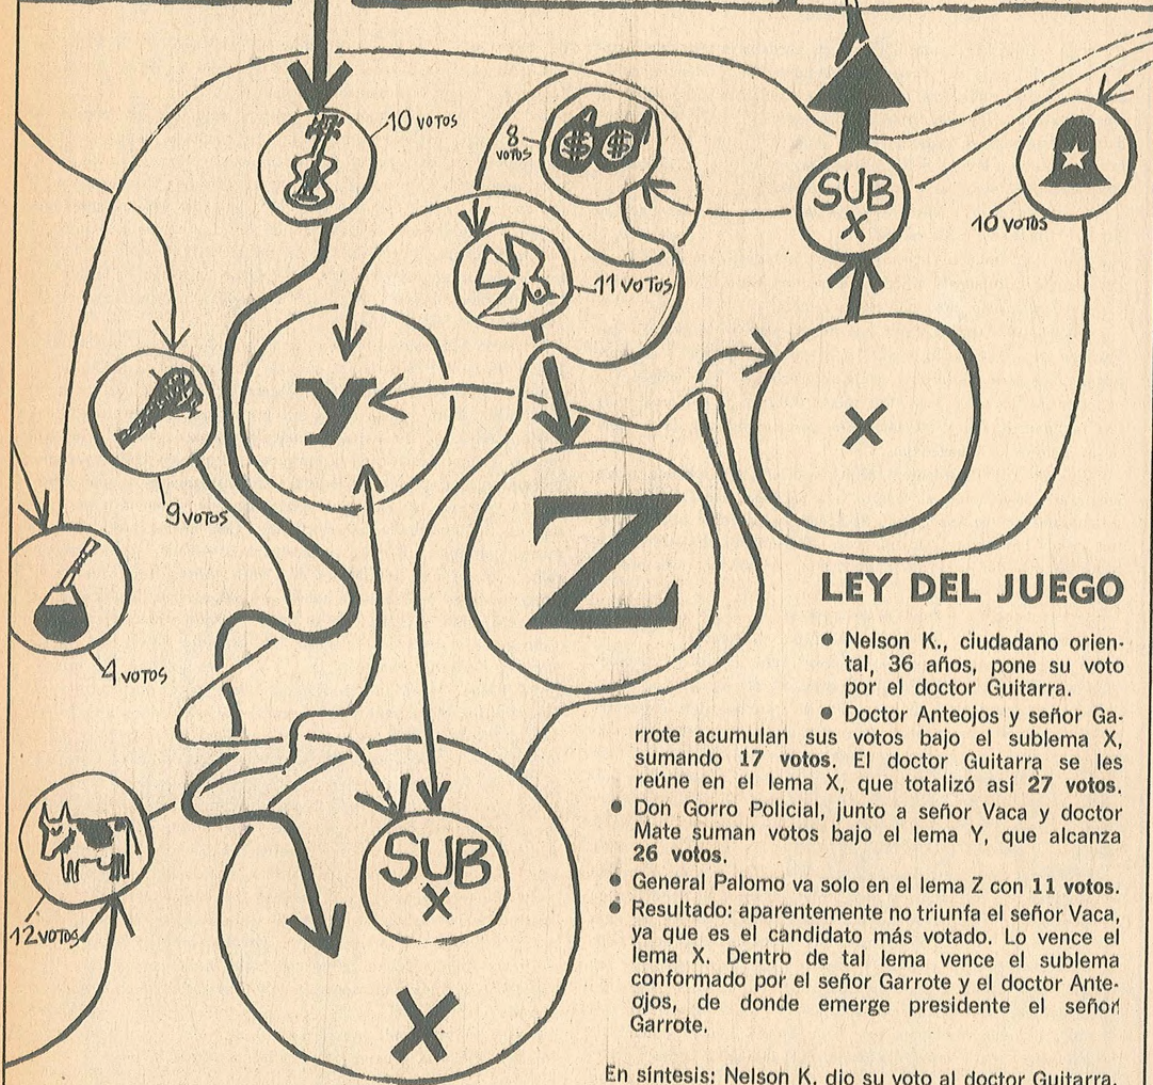 10 VOTOS
8
VOTOS
SUB
X
10 VOTOS
11 VOTOS
y
X
9 VOTOS
Z
4 VOTOS
SUB
X
12 VOTOS
X
LEY DEL JUEGO
● Nelson K., ciudadano orien-
tal, 36 años, pone su voto
por el doctor Guitarra.
● Doctor Anteojos y señor Ga-
rrote acumulan sus votos bajo el sublema X,
sumando 17 votos. El doctor Guitarra se les
reúne en el lema X, que totalizó así 27 votos.
● Don Gorro Policial, junto a señor Vaca y doctor
Mate suman votos bajo el lema Y, que alcanza
26 votos.
● General Palomo va solo en el lema Z con 11 votos.
● Resultado: aparentemente no triunfa el señor Vaca,
ya que es el candidato más votado. Lo vence el
lema X. Dentro de tal lema vence el sublema
conformado por el señor Garrote y el doctor Ante-
ojos, de donde emerge presidente el señor
Garrote.
En síntesis: Nelson K. dio su voto al doctor Guitarra.